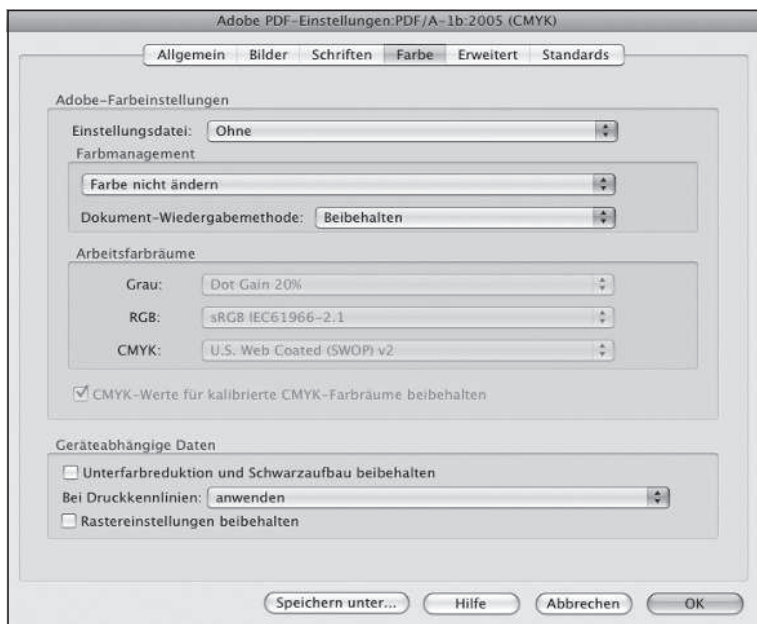 Adobe PDF-Einstellungen:PDF/A-1b:2005 (CMYK)
Allgemein Bilder Schriften Farbe Erweitert Standards
Adobe-Farbeinstellungen
Einstellungsdatei: Ohne
Farbmanagement
Farbe nicht ändern
Dokument-Wiedergabemethode: Beibehalten
Arbeitsfarbräume
Grau: Dot Gain 20%
RGB: sRGB IEC61966-2.1
CMYK: U.S. Web Coated (SWOP) v2
CMYK-Werte für kalibrierte CMYK-Farbräume beibehalten
Geräteabhängige Daten
Unterfarbreduktion und Schwarzaufbau beibehalten
Bei Druckkennlinien: anwenden
Rastereinstellungen beibehalten
Speichern unter... Hilfe Abbrechen OK